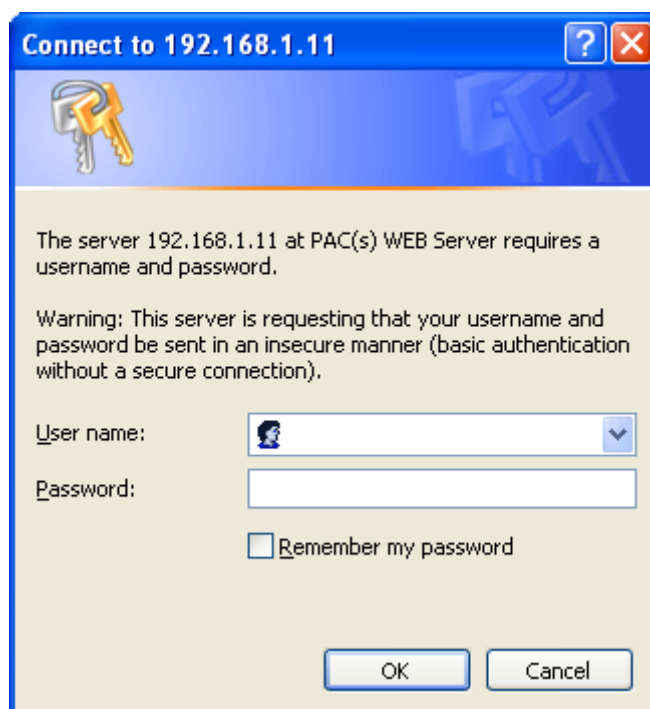 Connect to 192.168.1.11
The server 192.168.1.11 at PAC(s) WEB Server requires a
username and password.
Warning: This server is requesting that your username and
password be sent in an insecure manner (basic authentication
without a secure connection).
User name:
Password:
Remember my password
OK Cancel